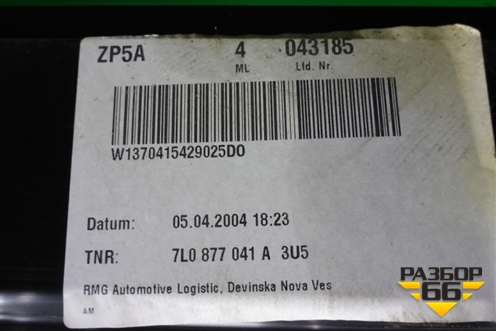 ZP5A 4 043185
ML Lfd. Nr.
W1370415429025DO
Datum: 05.04.2004 18:23
TNR: 7L0 877 041 A 3U5
RMG Automotive Logistic, Devinska Nova Ves
AM
РАЗБОР
66